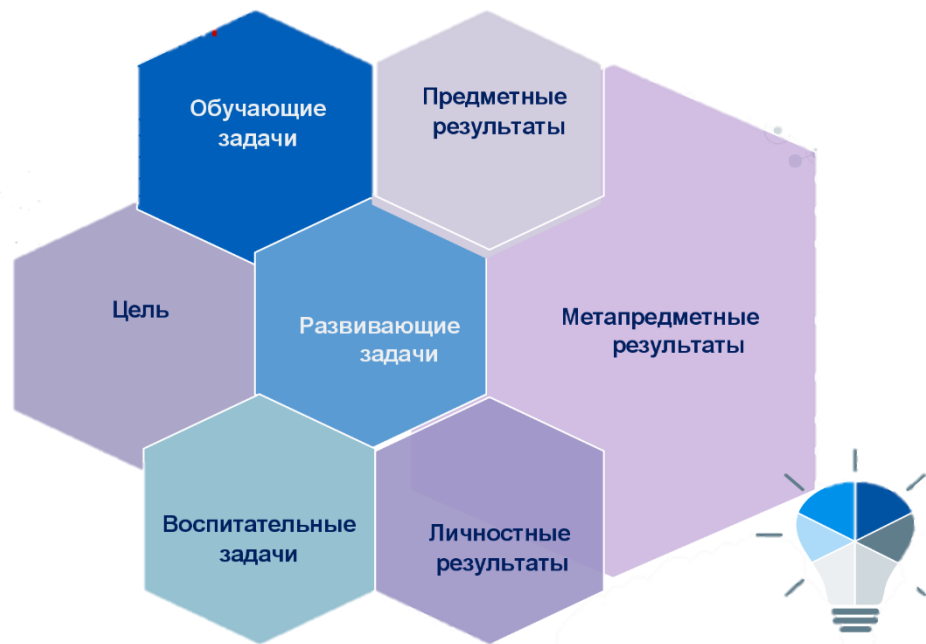 Обучающие
задачи
Предметные
результаты
Цель
Развивающие
задачи
Метапредметные
результаты
Воспитательные
задачи
Личностные
результаты